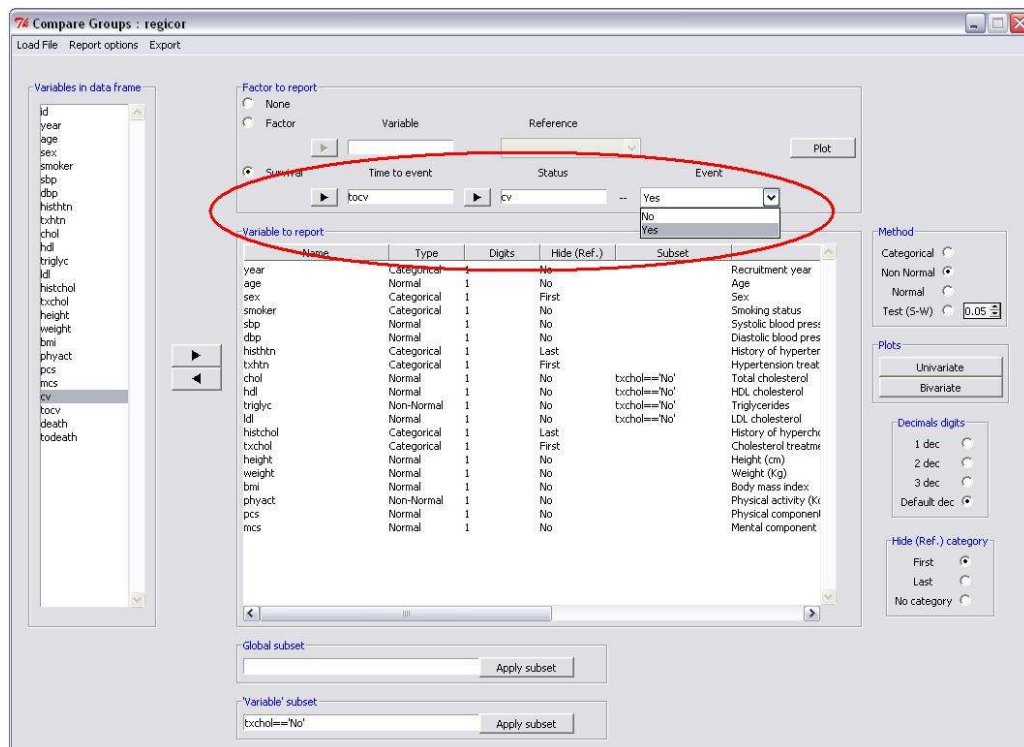 7% Compare Groups : regicor
Load File Report options Export
Variables in data frame
id
year
age
sex
smoker
sbp
dbp
histhtn
txhtn
chol
hdl
triglyc
ldl
histchol
txchol
height
weight
bmi
phyact
pcs
mcs
cv
tocv
death
todeath
Factor to report
None
Factor Variable Reference
Plot
Survival Time to event Status Event
tocv cv -- Yes
No
Yes
Variable to report
Name Type Digits Hide (Ref.) Subset
year Categorical 1 No Recruitment year
age Normal 1 No Age
sex Categorical 1 First Sex
smoker Categorical 1 No Smoking status
sbp Normal 1 No Systolic blood press
dbp Normal 1 No Diastolic blood pres
histhtn Categorical 1 Last History of hyperter
txhtn Categorical 1 First Hypertension treat
chol Normal 1 No txchol=='No' Total cholesterol
hdl Normal 1 No txchol=='No' HDL cholesterol
triglyc Non-Normal 1 No txchol=='No' Triglycerides
ldl Normal 1 No txchol=='No' LDL cholesterol
histchol Categorical 1 Last History of hypercho
txchol Categorical 1 First Cholesterol treatme
height Normal 1 No Height (cm)
weight Normal 1 No Weight (Kg)
bmi Normal 1 No Body mass index
phyact Non-Normal 1 No Physical activity (Kc
pcs Normal 1 No Physical component
mcs Normal 1 No Mental component
Method
Categorical
Non Normal
Normal
Test (S-W) 0.05
Plots
Univariate
Bivariate
Decimals digits
1 dec
2 dec
3 dec
Default dec
Hide (Ref.) category
First
Last
No category
Global subset
Apply subset
'Variable' subset
txchol=='No' Apply subset